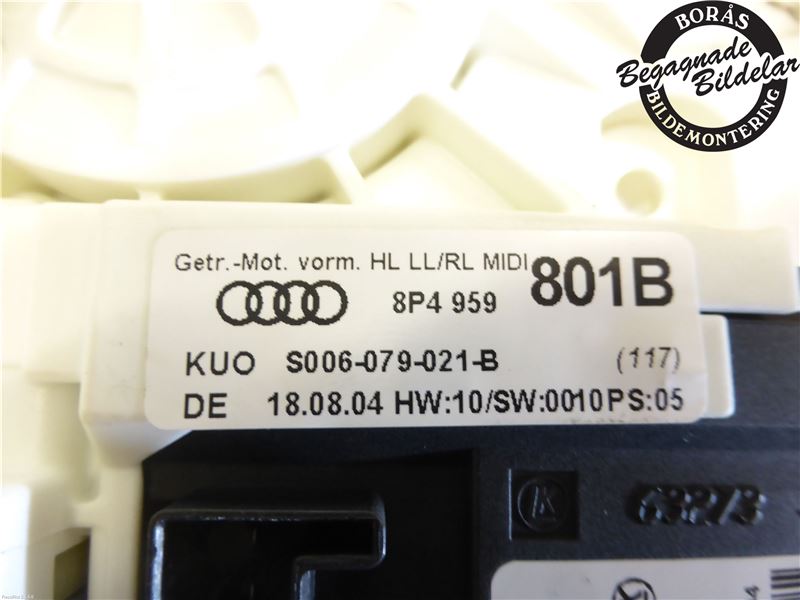 BORÅS
Begagnade
Bildelar
BILDEMONTERING
Getr.-Mot. vorm. HL LL/RL MIDI 801B
8P4 959
KUO S006-079-021-B (117)
DE 18.08.04 HW:10/SW:0010PS:05
K